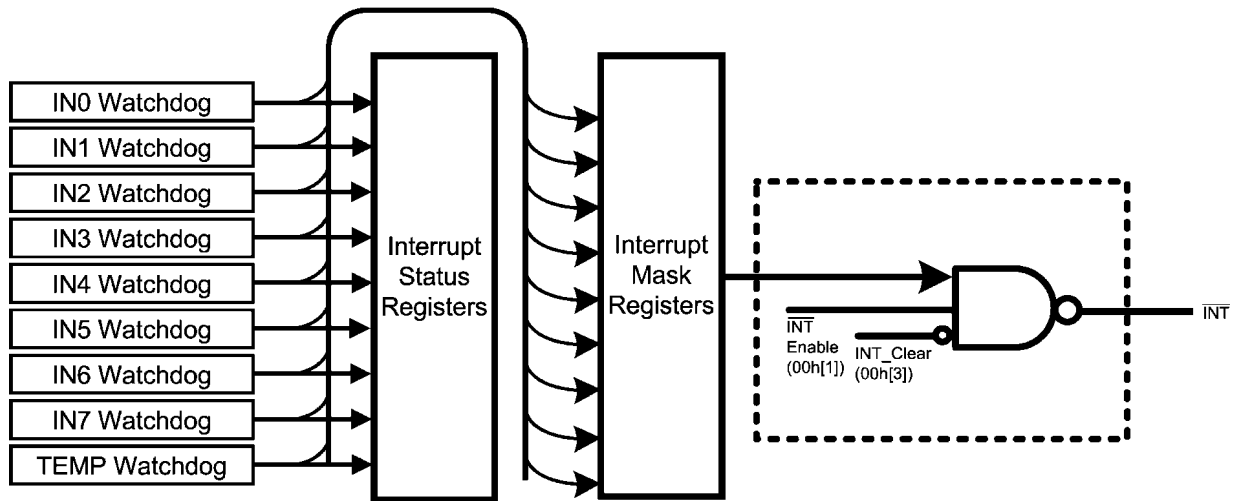 IN0 Watchdog
IN1 Watchdog
IN2 Watchdog
IN3 Watchdog
IN4 Watchdog
IN5 Watchdog
IN6 Watchdog
IN7 Watchdog
TEMP Watchdog
Interrupt
Status
Registers
Interrupt
Mask
Registers
INT
Enable
(00h[1])
INT_Clear
(00h[3])
INT